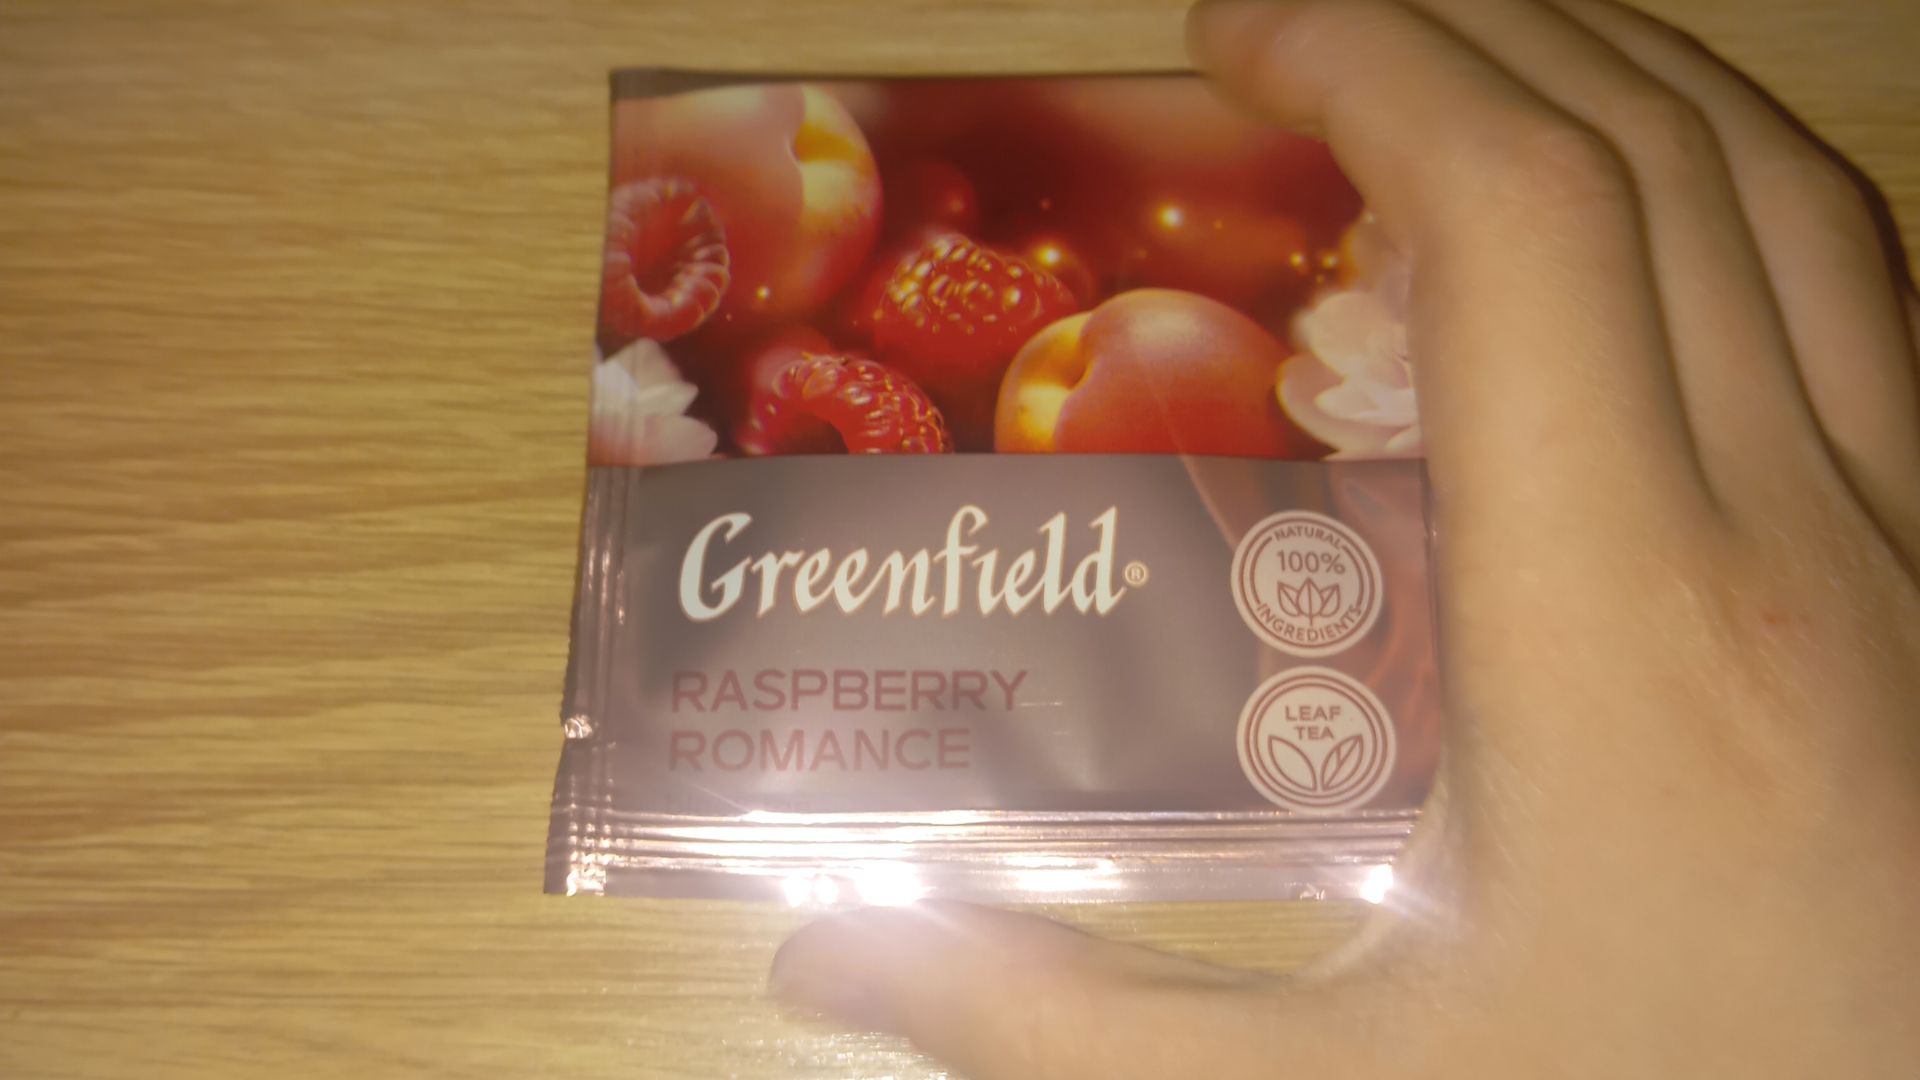 Greenfield®
RASPBERRY
ROMANCE
NATURAL
100%
INGREDIENTS
LEAF
TEA